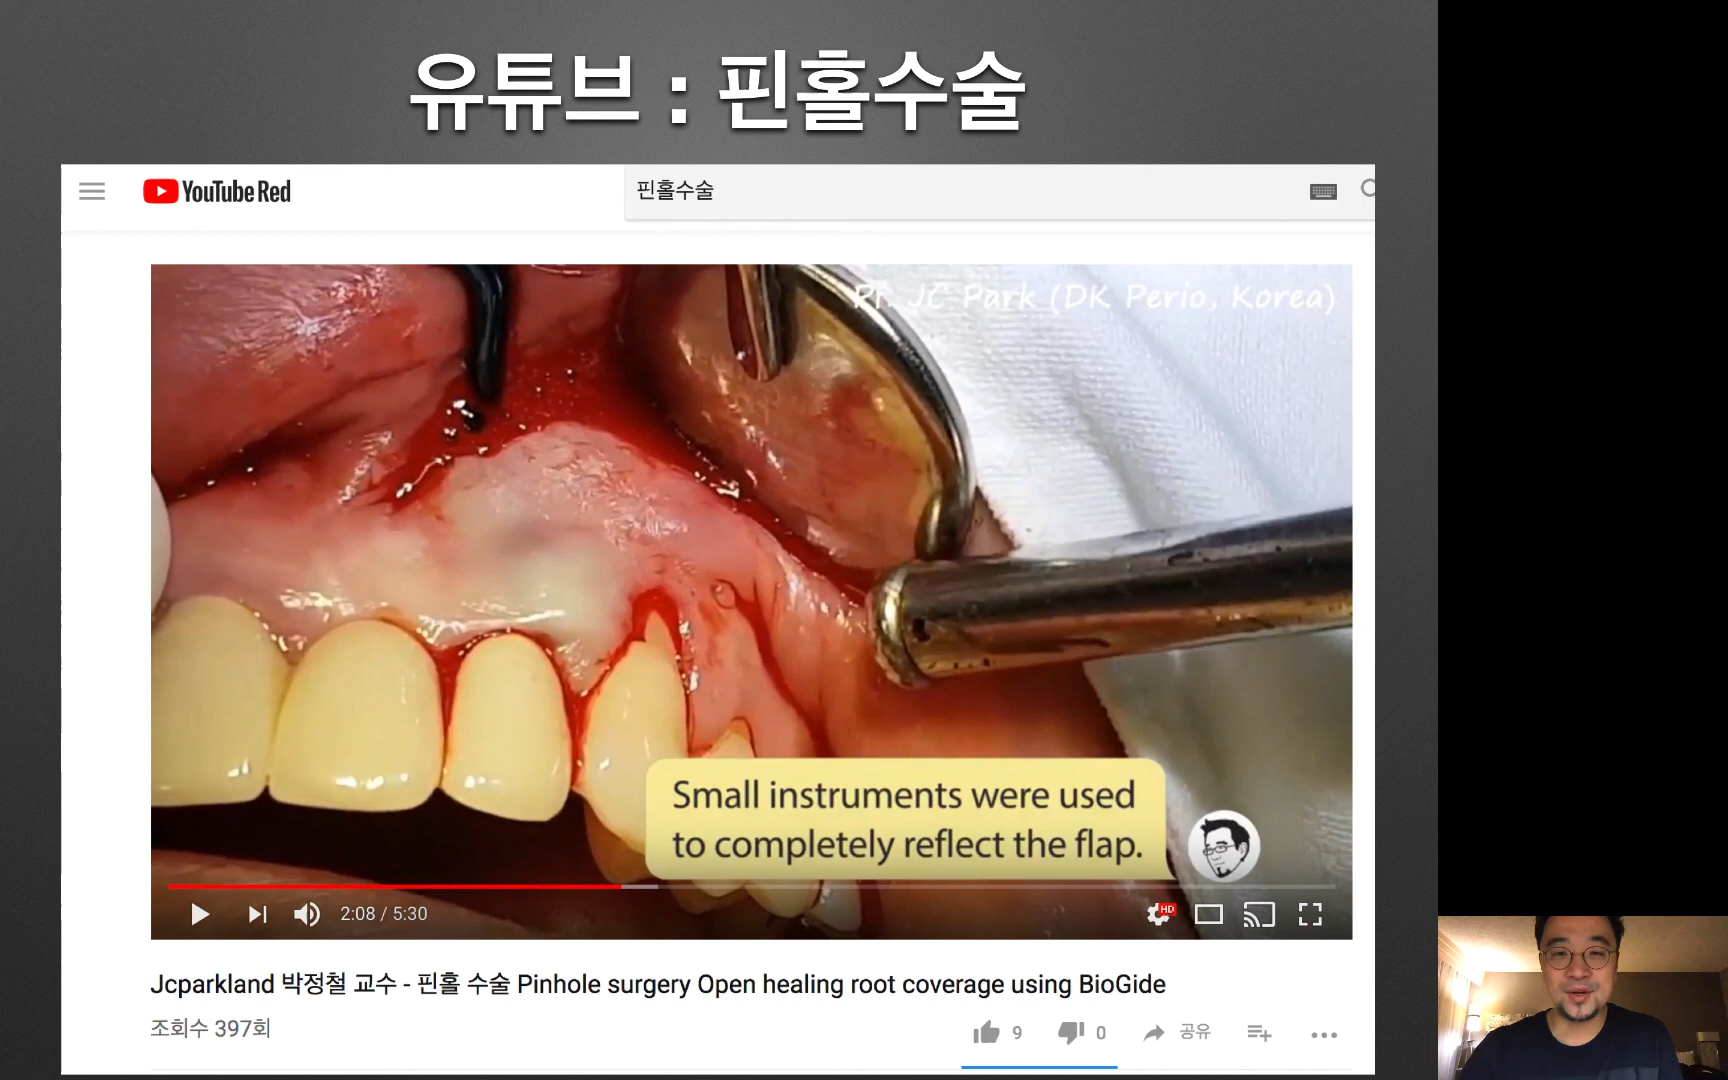 유튜브 : 핀홀수술
YouTube Red
핀홀수술
Pf. JC Park (DK Perio, Korea)
Small instruments were used
to completely reflect the flap.
2:08 / 5:30
HD
Jcparkland 박정철 교수 - 핀홀 수술 Pinhole surgery Open healing root coverage using BioGide
조회수 397회
9
0
공유